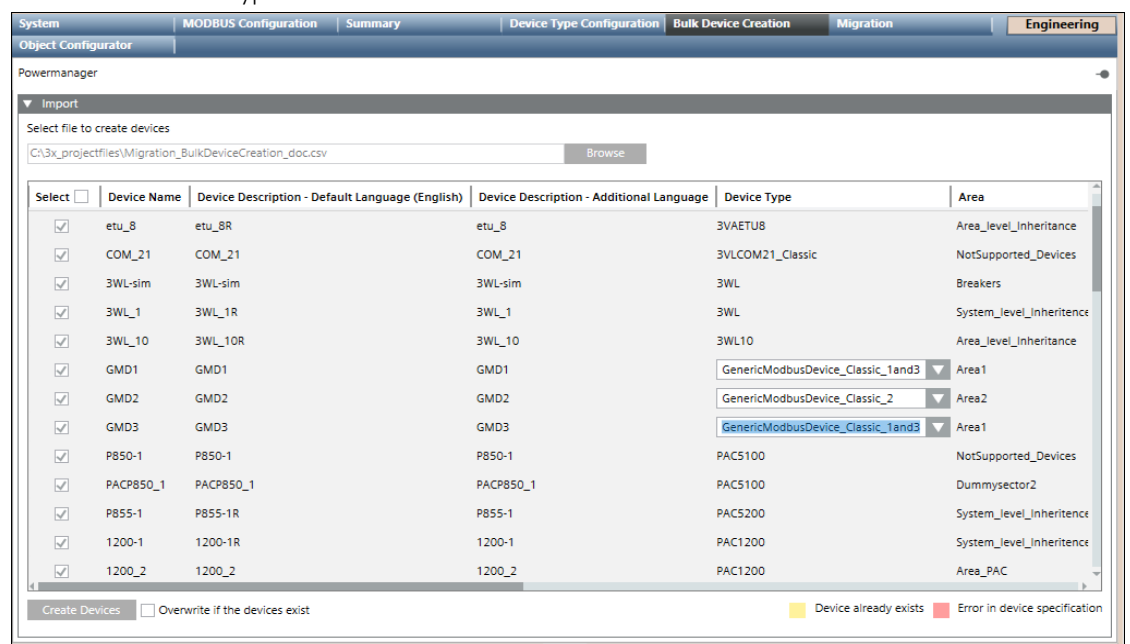 System MODBUS Configuration Summary Device Type Configuration Bulk Device Creation Migration Engineering
Object Configurator
Powermanager
Import
Select file to create devices
C:\3x_projectfiles\Migration_BulkDeviceCreation_doc.csv Browse
Select Device Name Device Description - Default Language (English) Device Description - Additional Language Device Type Area
etu_8 etu_8R etu_8 3VAETU8 Area_level_Inheritance
COM_21 COM_21 COM_21 3VLCOM21_Classic NotSupported_Devices
3WL-sim 3WL-sim 3WL-sim 3WL Breakers
3WL_1 3WL_1R 3WL_1 3WL System_level_Inheritence
3WL_10 3WL_10R 3WL_10 3WL10 Area_level_Inheritance
GMD1 GMD1 GMD1 GenericModbusDevice_Classic_1and3 Area1
GMD2 GMD2 GMD2 GenericModbusDevice_Classic_2 Area2
GMD3 GMD3 GMD3 GenericModbusDevice_Classic_1and3 Area1
P850-1 P850-1 P850-1 PAC5100 NotSupported_Devices
PACP850_1 PACP850_1 PACP850_1 PAC5100 Dummysector2
P855-1 P855-1R P855-1 PAC5200 System_level_Inheritence
1200-1 1200-1R 1200-1 PAC1200 System_level_Inheritence
1200_2 1200_2 1200_2 PAC1200 Area_PAC
Create Devices Overwrite if the devices exist Device already exists Error in device specification